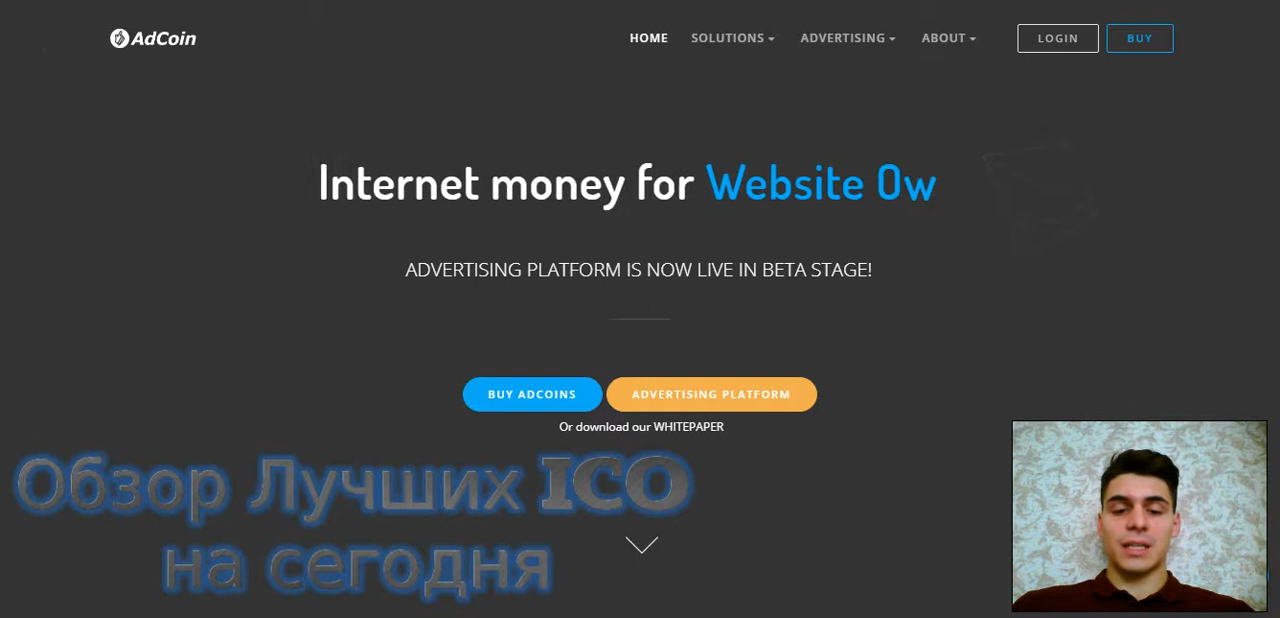 AdCoin
HOME SOLUTIONS ADVERTISING ABOUT LOGIN BUY
Internet money for Website Ow
ADVERTISING PLATFORM IS NOW LIVE IN BETA STAGE!
BUY ADCOINS ADVERTISING PLATFORM
Or download our WHITEPAPER
Обзор Лучших ICO
на сегодня